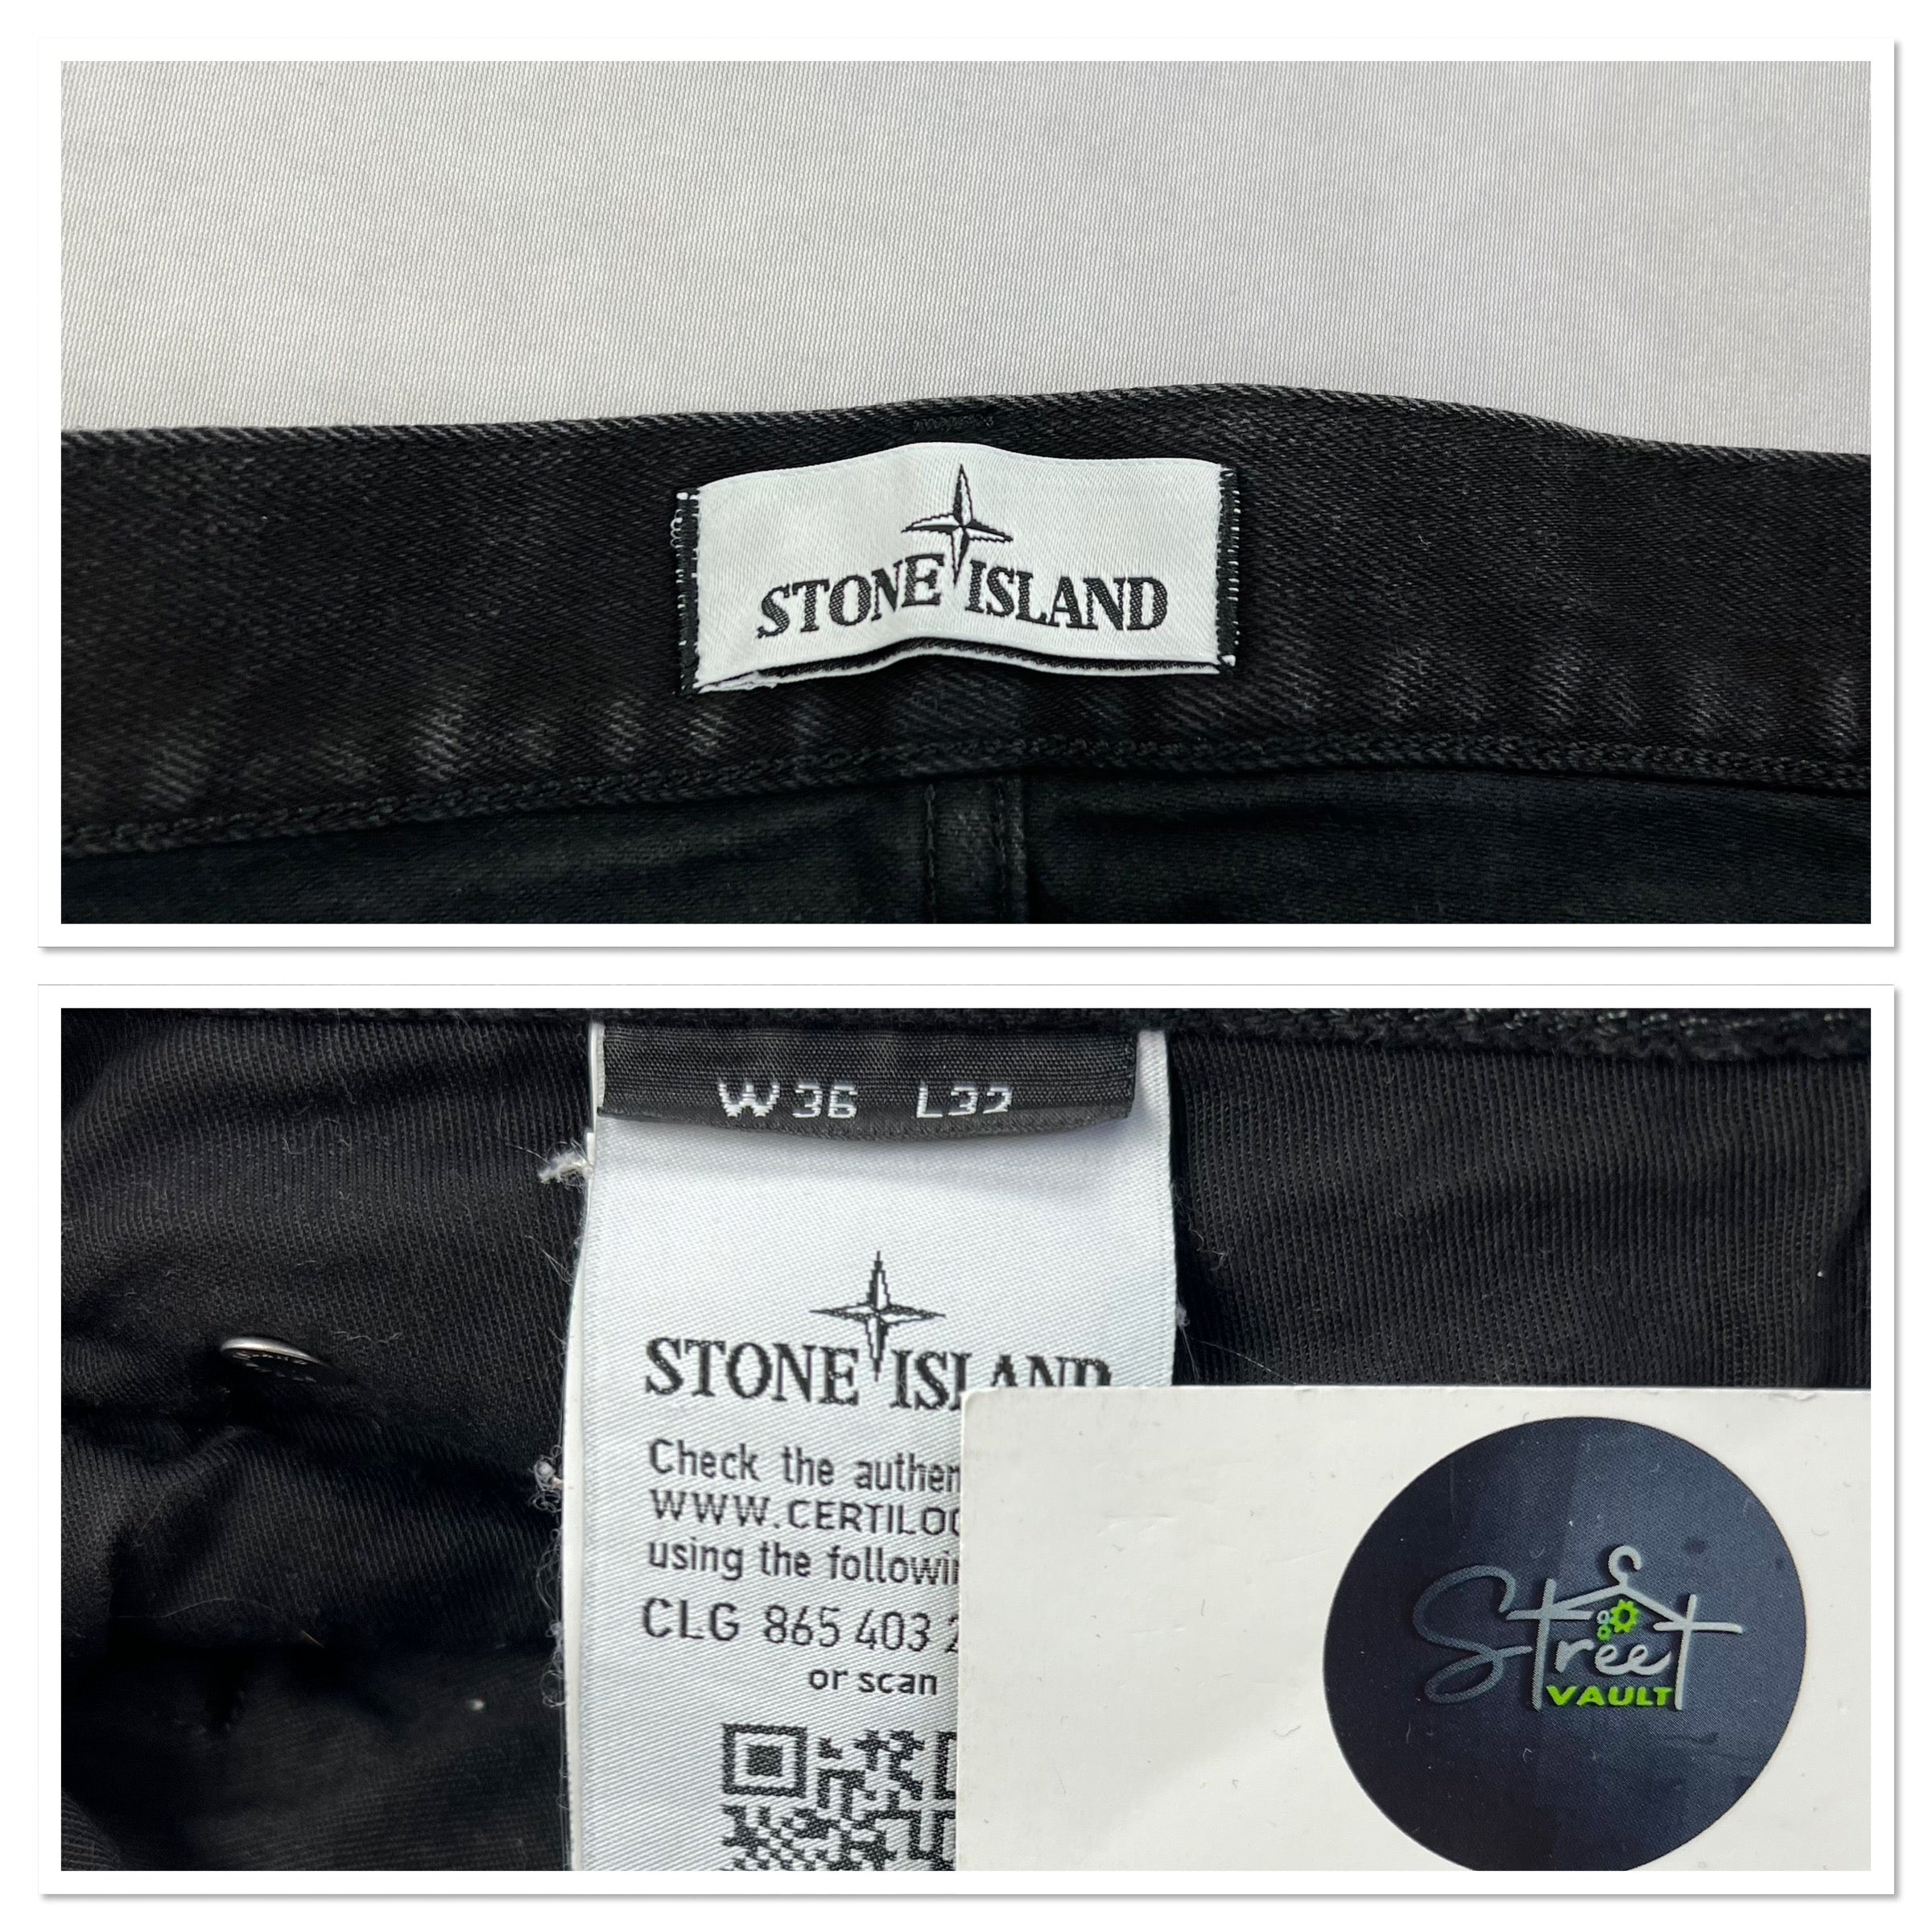 STONE ISLAND
W36 L32
STONE ISLAND
Check the authen
WWW.CERTILOG
using the followin
CLG 865 403 2
or scan
Street
VAULT